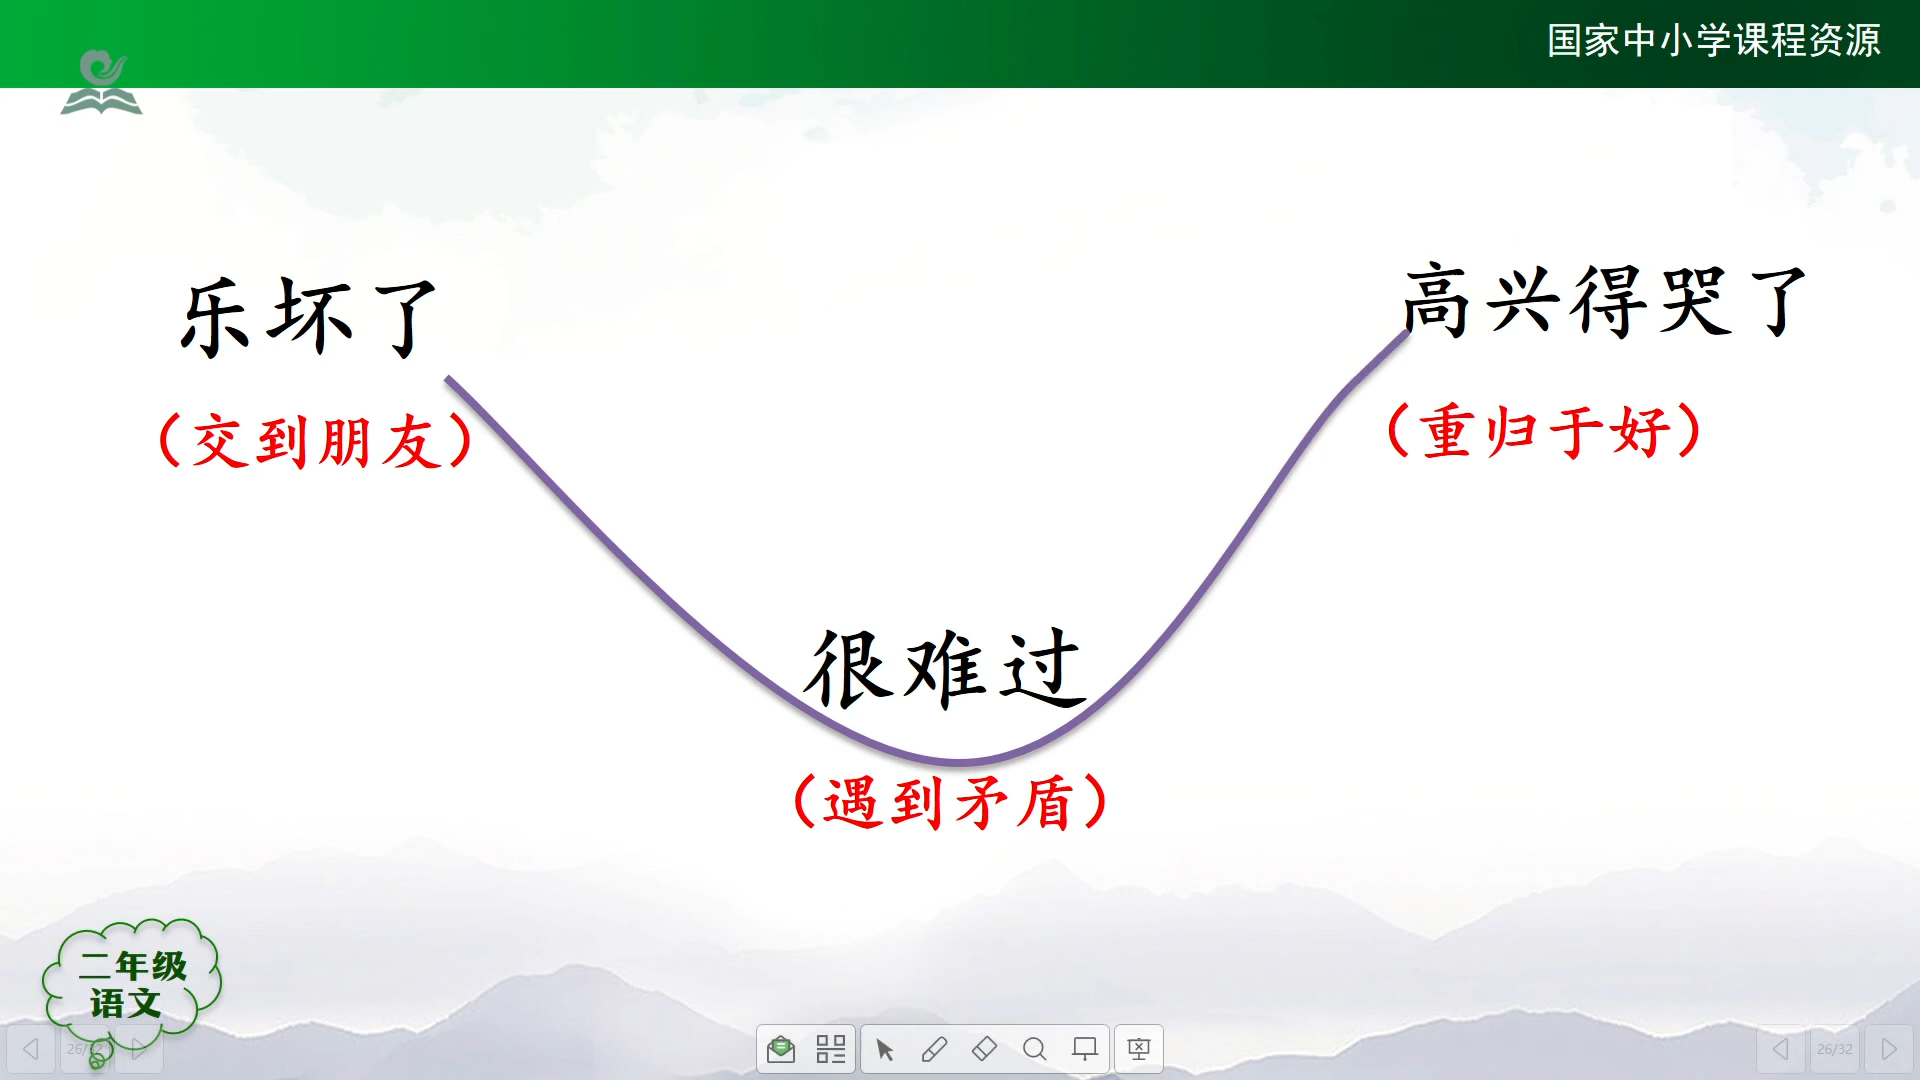 国家中小学课程资源
乐坏了
高兴得哭了
（交到朋友）
（重归于好）
很难过
（遇到矛盾）
二年级
语文
26/32
26/32